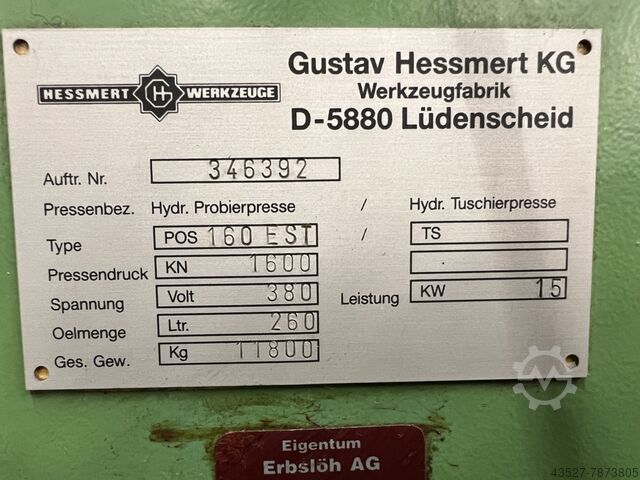 HESSMERT WERKZEUGE
Gustav Hessmert KG
Werkzeugfabrik
D-5880 Lüdenscheid
Auftr. Nr. 346392
Pressenbez. Hydr. Probierpresse / Hydr. Tuschierpresse
Type POS 160 EST / TS
Pressendruck KN 1600
Spannung Volt 380 Leistung KW 15
Oelmenge Ltr. 260
Ges. Gew. Kg 11800
Eigentum
Erbslöh AG
43527-7873805